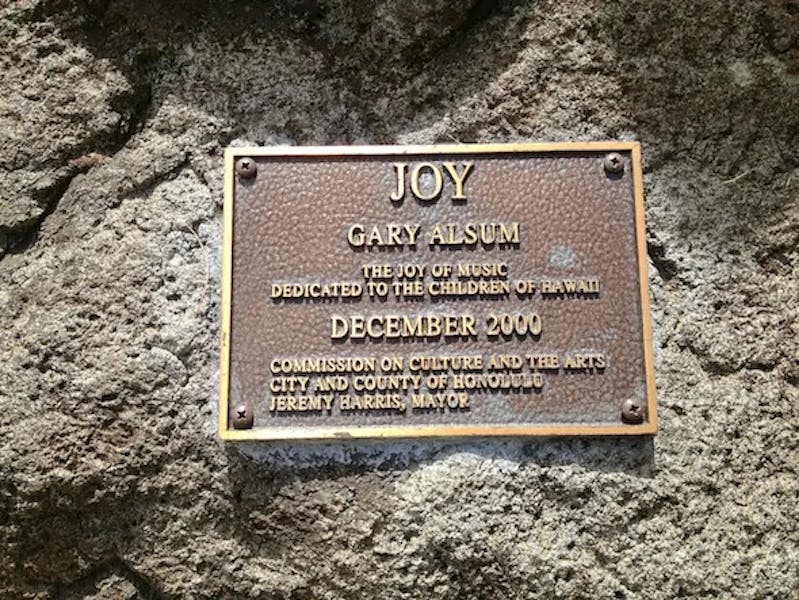 JOY
GARY ALSUM
THE JOY OF MUSIC
DEDICATED TO THE CHILDREN OF HAWAII
DECEMBER 2000
COMMISSION ON CULTURE AND THE ARTS
CITY AND COUNTY OF HONOLULU
JEREMY HARRIS, MAYOR